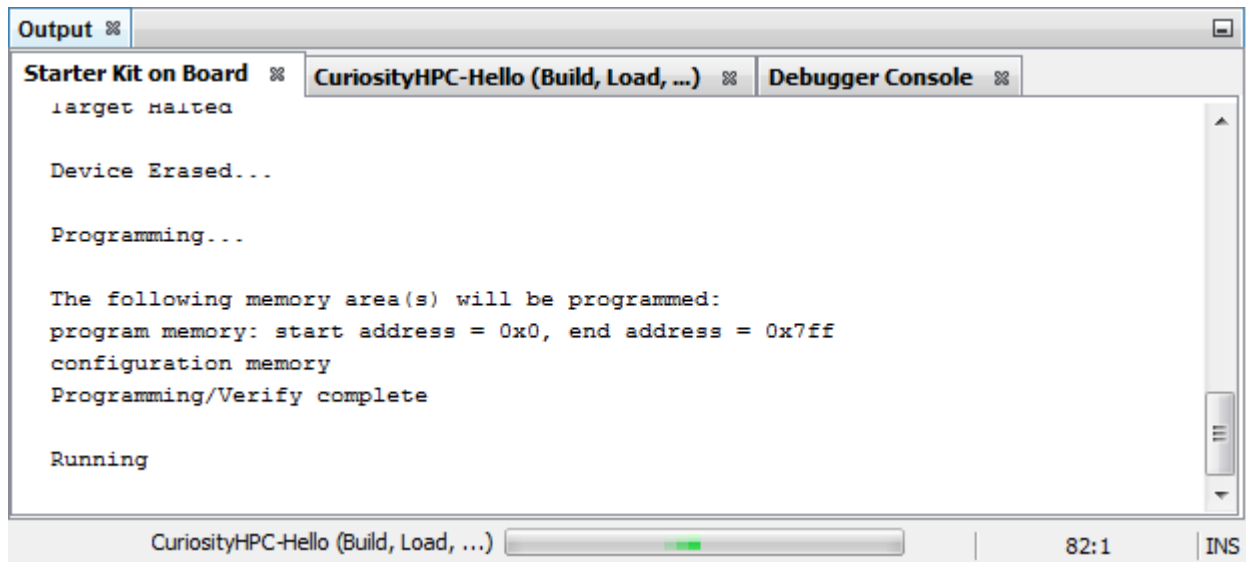 Output
Starter Kit on Board CuriosityHPC-Hello (Build, Load, ...) Debugger Console
Target Halted
Device Erased...
Programming...
The following memory area(s) will be programmed:
program memory: start address = 0x0, end address = 0x7ff
configuration memory
Programming/Verify complete
Running
CuriosityHPC-Hello (Build, Load, ...) 82:1 INS